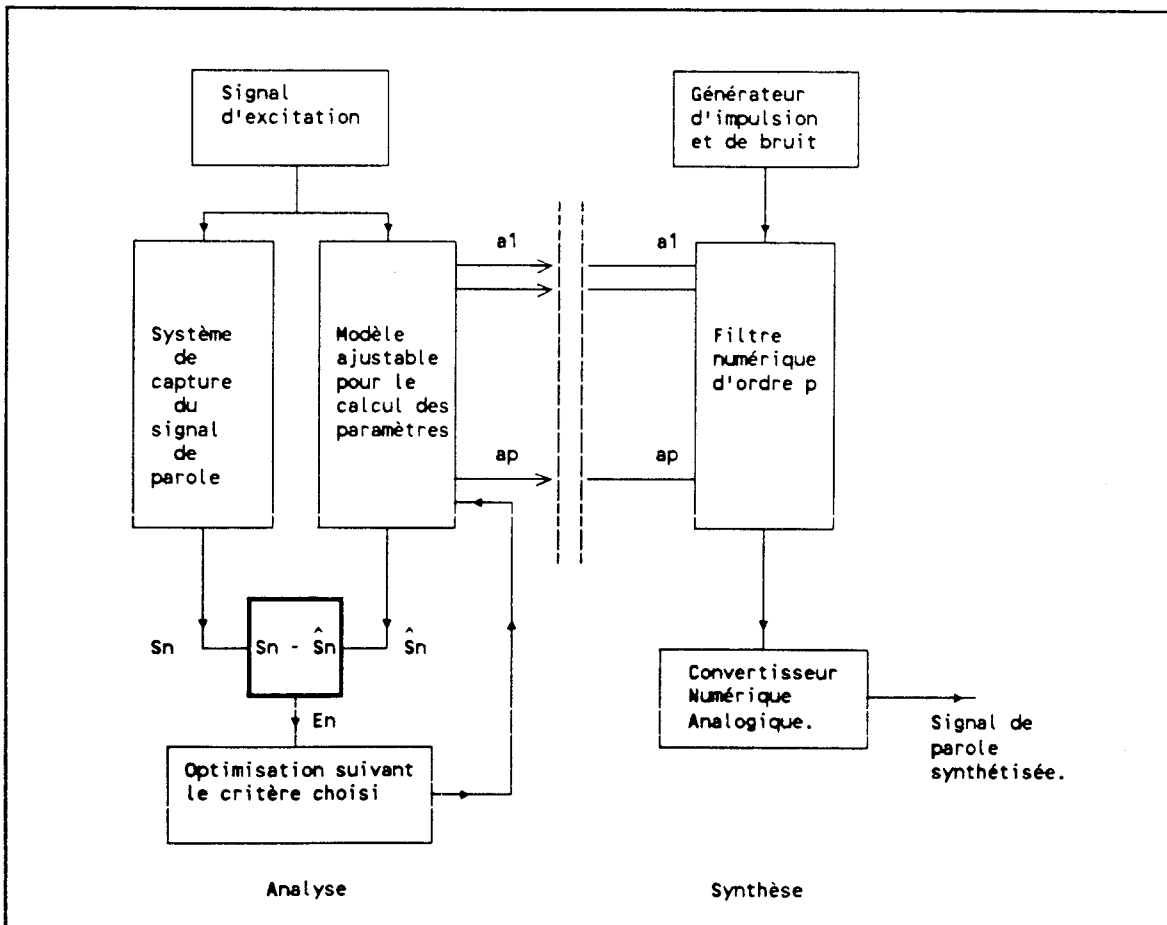 Signal
d'excitation
Générateur
d'impulsion
et de bruit
a1
a1
Système
de
capture
du
signal
de
parole
Modèle
ajustable
pour le
calcul des
paramètres
Filtre
numérique
d'ordre p
ap
ap
Sn
Sn - Ŝn
Ŝn
En
Optimisation suivant
le critère choisi
Convertisseur
Numérique
Analogique.
Signal de
parole
synthétisée.
Analyse
Synthèse